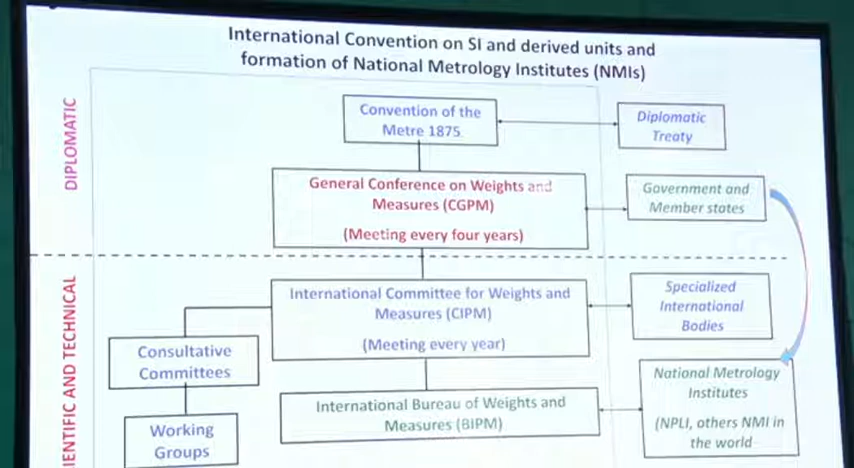 International Convention on SI and derived units and
formation of National Metrology Institutes (NMIs)
DIPLOMATIC
Convention of the
Metre 1875
Diplomatic
Treaty
General Conference on Weights and
Measures (CGPM)
(Meeting every four years)
Government and
Member states
IENTIFIC AND TECHNICAL
International Committee for Weights and
Measures (CIPM)
(Meeting every year)
Specialized
International
Bodies
Consultative
Committees
International Bureau of Weights and
Measures (BIPM)
National Metrology
Institutes
(NPLI, others NMI in
the world
Working
Groups